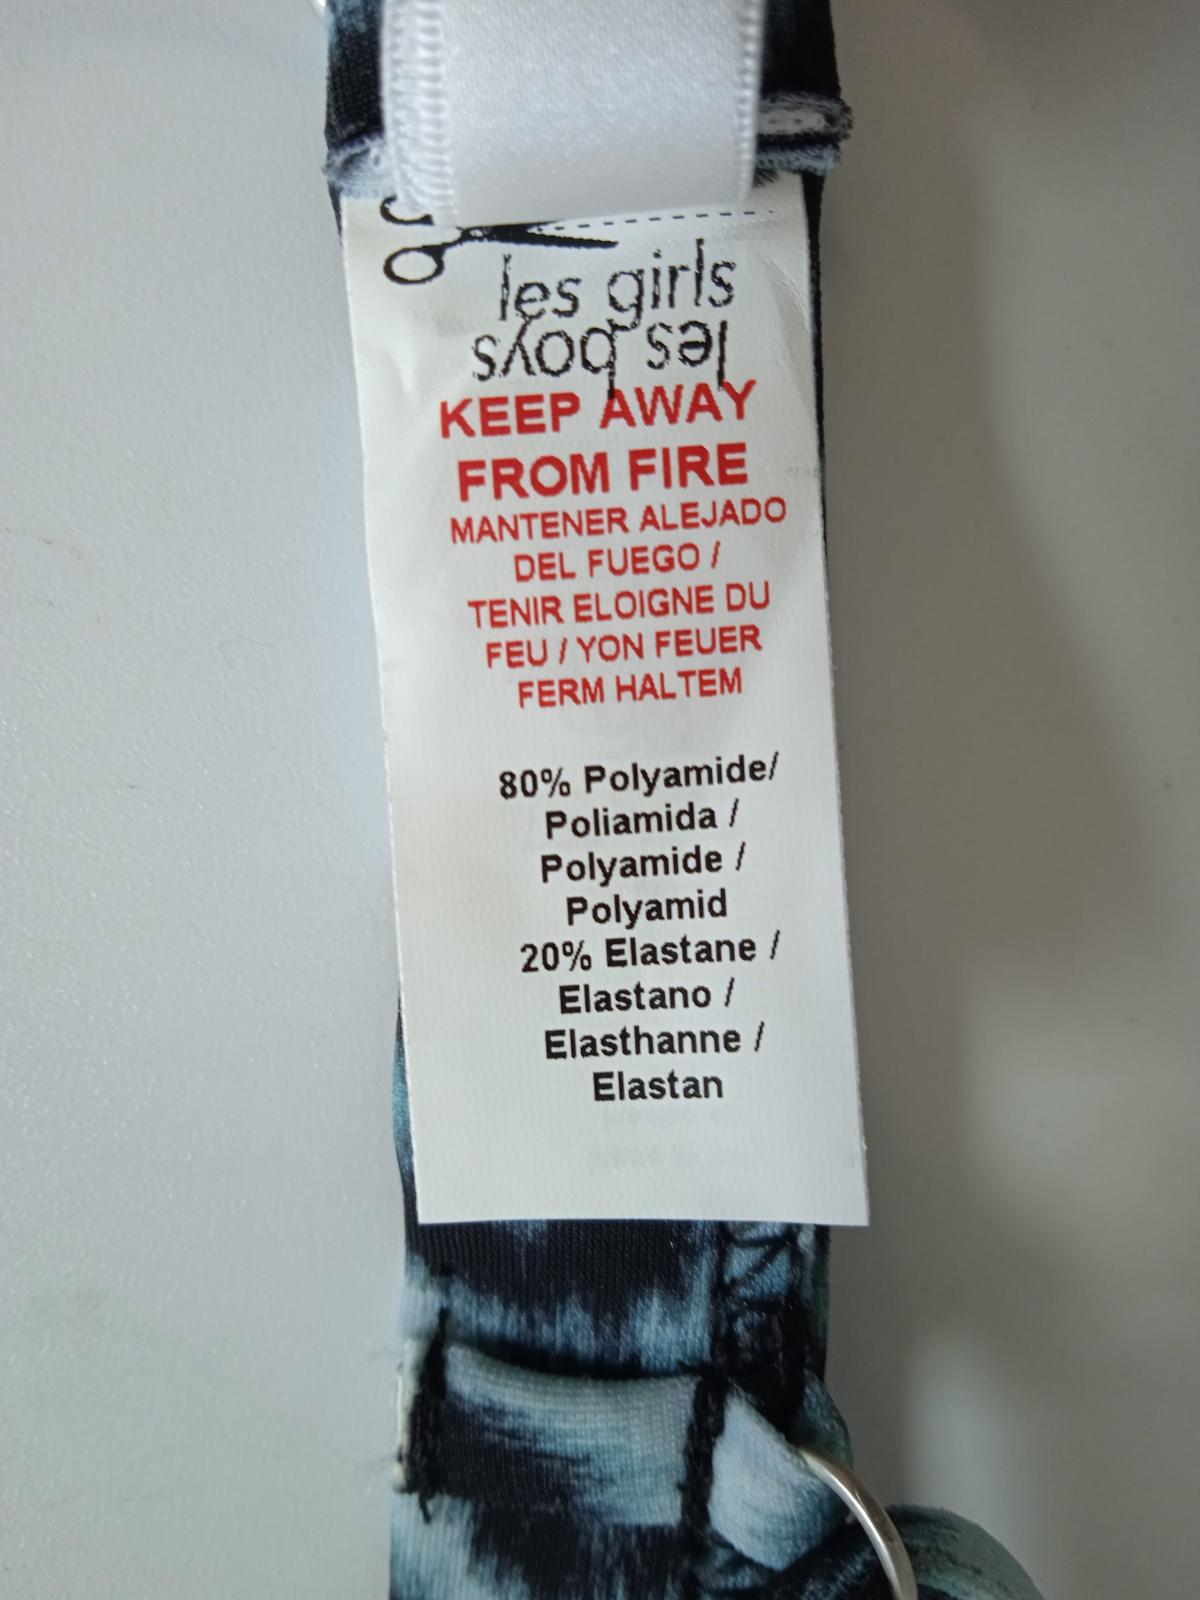 les girls
les boys
KEEP AWAY
FROM FIRE
MANTENER ALEJADO
DEL FUEGO /
TENIR ELOIGNE DU
FEU / YON FEUER
FERM HALTEM
80% Polyamide/
Poliamida /
Polyamide /
Polyamid
20% Elastane /
Elastano /
Elasthanne /
Elastan